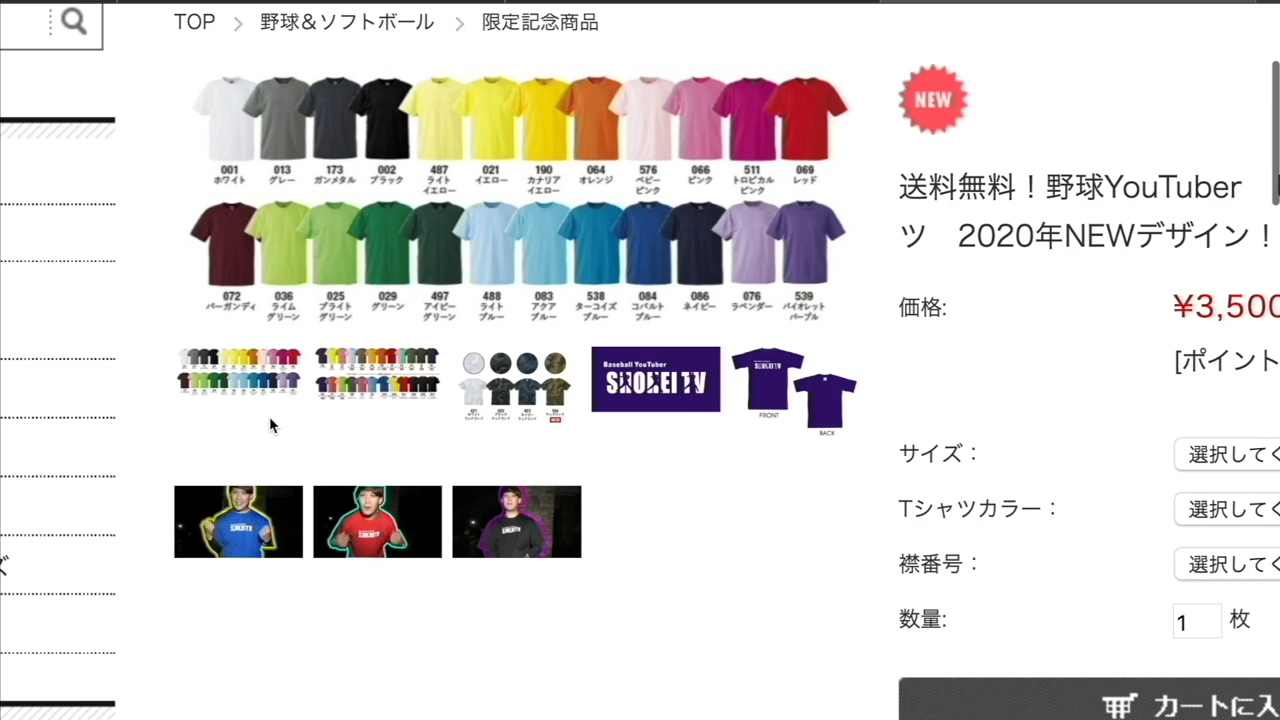 TOP > 野球＆ソフトボール > 限定記念商品
NEW
001 013 173 002 487 021 190 064 576 066 511 069
ホワイト グレー ガンメタル ブラック ライトイエロー イエロー カナリアイエロー オレンジ ベビーピンク ピンク トロピカルピンク レッド
072 036 025 029 497 488 083 538 084 086 076 539
バーガンディ ライムグリーン ブライトグリーン グリーン アイビーグリーン ライトブルー アクアブルー ターコイズブルー コバルトブルー ネイビー ラベンダー バイオレットパープル
Baseball YouTuber
SHOHEI TV
FRONT
BACK
送料無料！野球YouTuber
ツ 2020年NEWデザイン！
価格:
¥3,500
[ポイント
サイズ：
選択してく
Tシャツカラー：
選択してく
襟番号：
選択してく
数量:
1 枚
カートに入